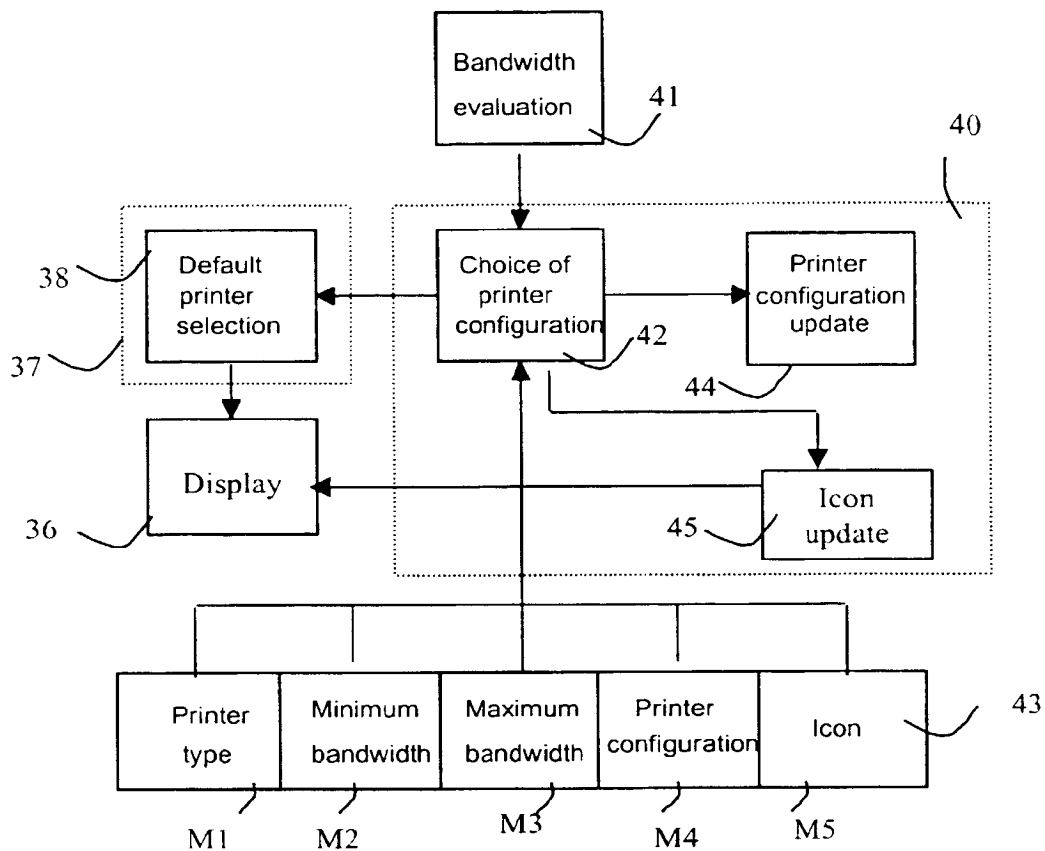 Bandwidth
evaluation
41
40
38
Default
printer
selection
37
Choice of
printer
configuration
42
Printer
configuration
update
44
Display
36
45
Icon
update
Printer
type
Minimum
bandwidth
Maximum
bandwidth
Printer
configuration
Icon
43
M1
M2
M3
M4
M5